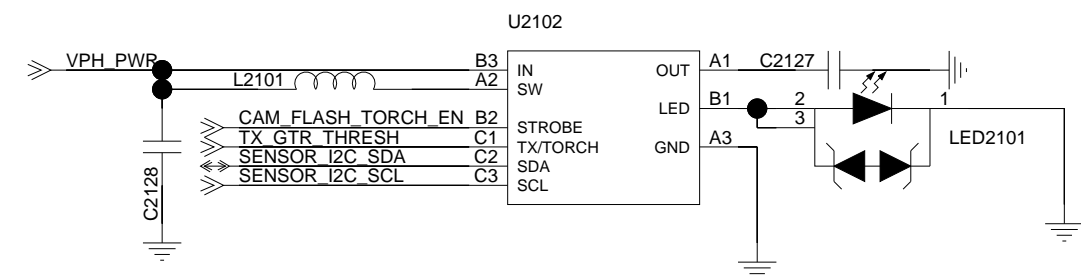 U2102
VPH_PWR B3 IN OUT A1 C2127
L2101 A2 SW
LED B1 2 1
CAM_FLASH_TORCH_EN B2 STROBE 3
TX_GTR_THRESH C1 TX/TORCH GND A3 LED2101
SENSOR_I2C_SDA C2 SDA
SENSOR_I2C_SCL C3 SCL
C2128